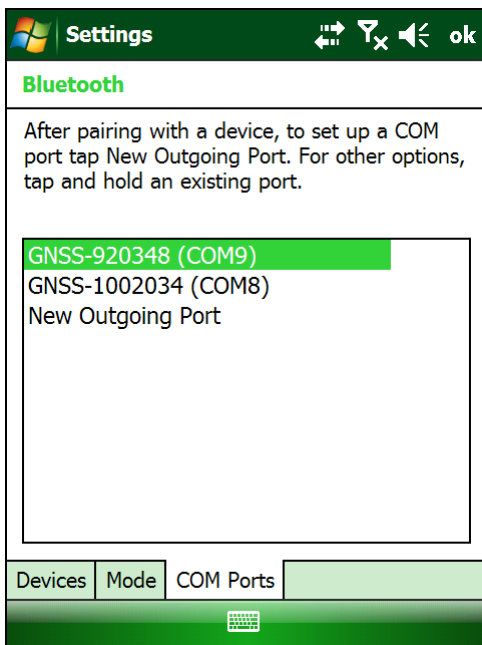 Settings
ok
Bluetooth
After pairing with a device, to set up a COM
port tap New Outgoing Port. For other options,
tap and hold an existing port.
GNSS-920348 (COM9)
GNSS-1002034 (COM8)
New Outgoing Port
Devices Mode COM Ports